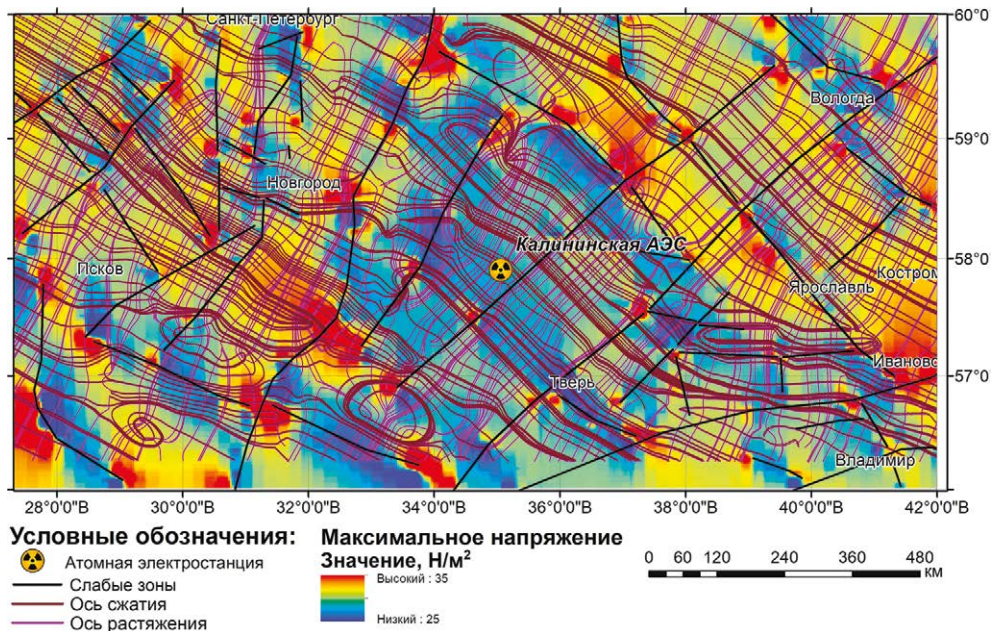 Санкт-Петербург
60°0
Вологда
59°0
Новгород
Калининская АЭС
58°0
Псков
Костром
Ярославль
Иваново
57°0
Тверь
Владимир
28°0'0"В 30°0'0"В 32°0'0"В 34°0'0"В 36°0'0"В 38°0'0"В 40°0'0"В 42°0'0"В
Условные обозначения:
Атомная электростанция
Слабые зоны
Ось сжатия
Ось растяжения
Максимальное напряжение
Значение, Н/м²
Высокий : 35
Низкий : 25
0 60 120 240 360 480
км